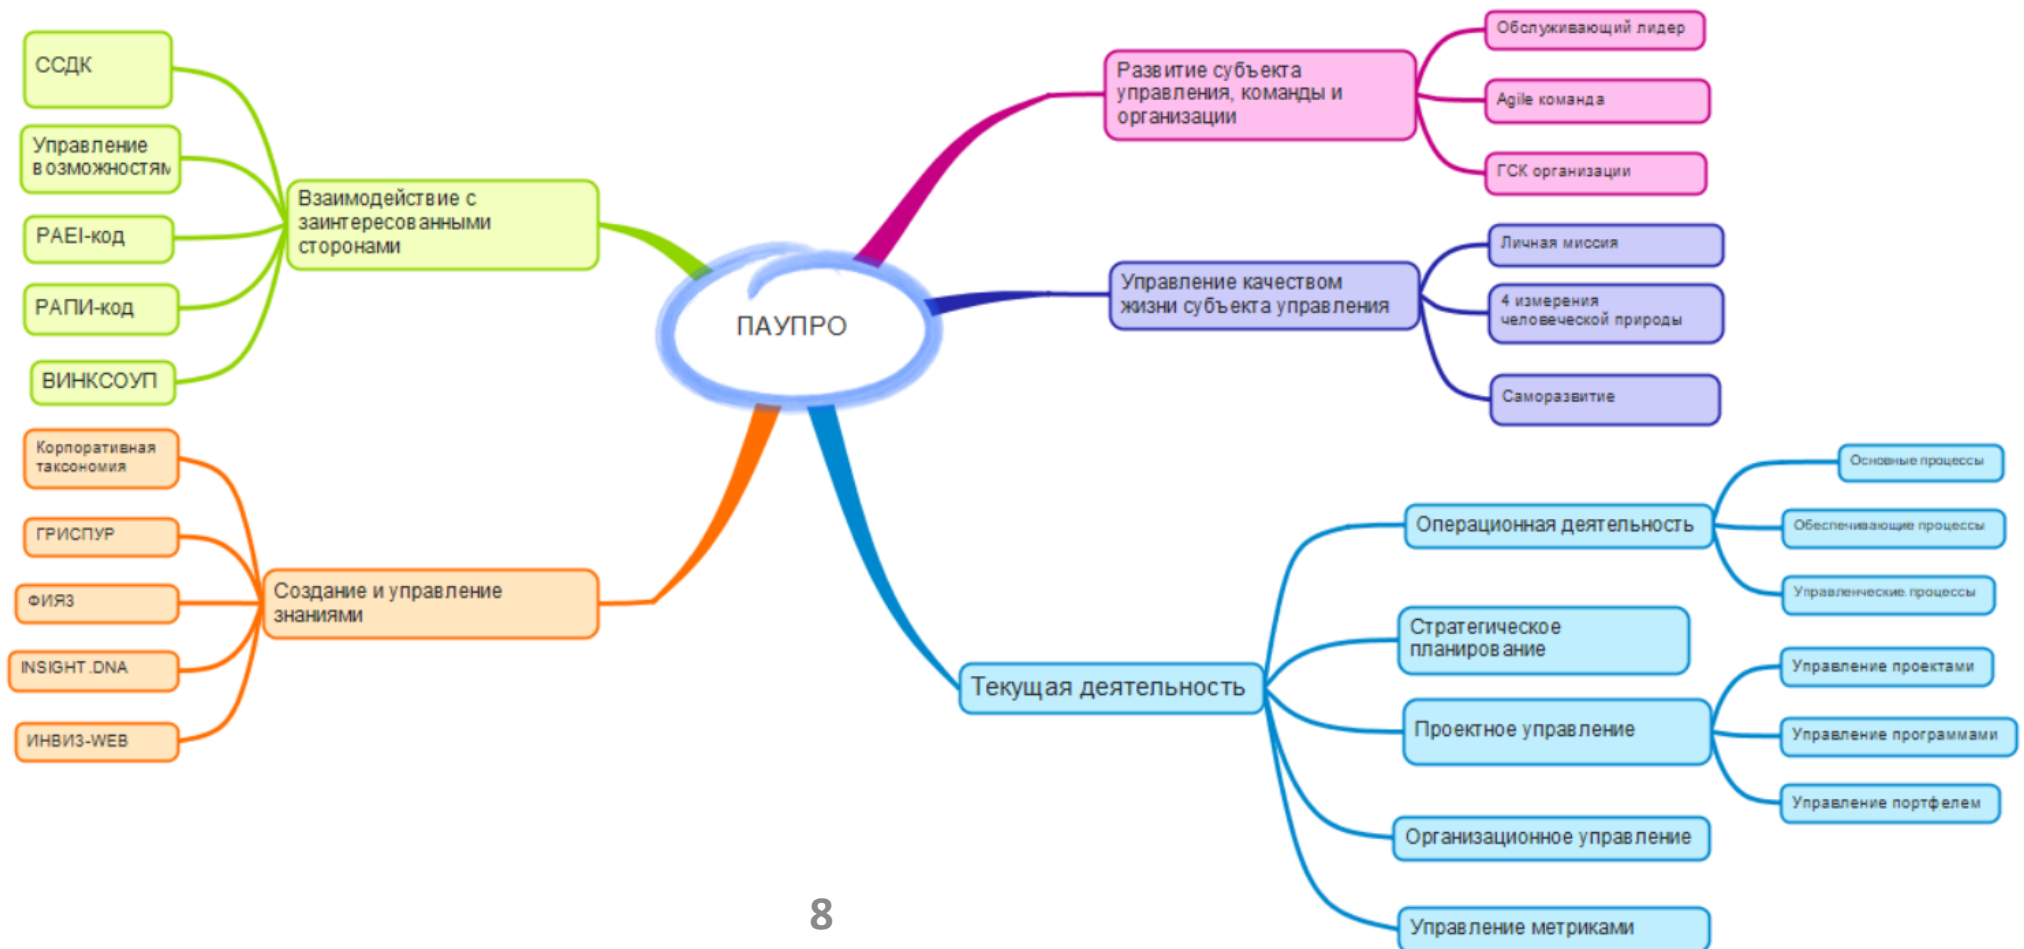 ПАУПРО
Развитие субъекта
управления, команды и
организации
Обслуживающий лидер
Agile команда
ГСК организации
Управление качеством
жизни субъекта управления
Личная миссия
4 измерения
человеческой природы
Саморазвитие
Текущая деятельность
Операционная деятельность
Основные процессы
Обеспечивающие процессы
Управленческие процессы
Стратегическое
планирование
Проектное управление
Управление проектами
Управление программами
Управление портфелем
Организационное управление
Управление метриками
Взаимодействие с
заинтересованными
сторонами
ССДК
Управление
возможностям
PAEI-код
РАПИ-код
ВИНКСОУП
Создание и управление
знаниями
Корпоративная
таксономия
ГРИСПУР
ФИЯЗ
INSIGHT.DNA
ИНВИЗ-WEB
8